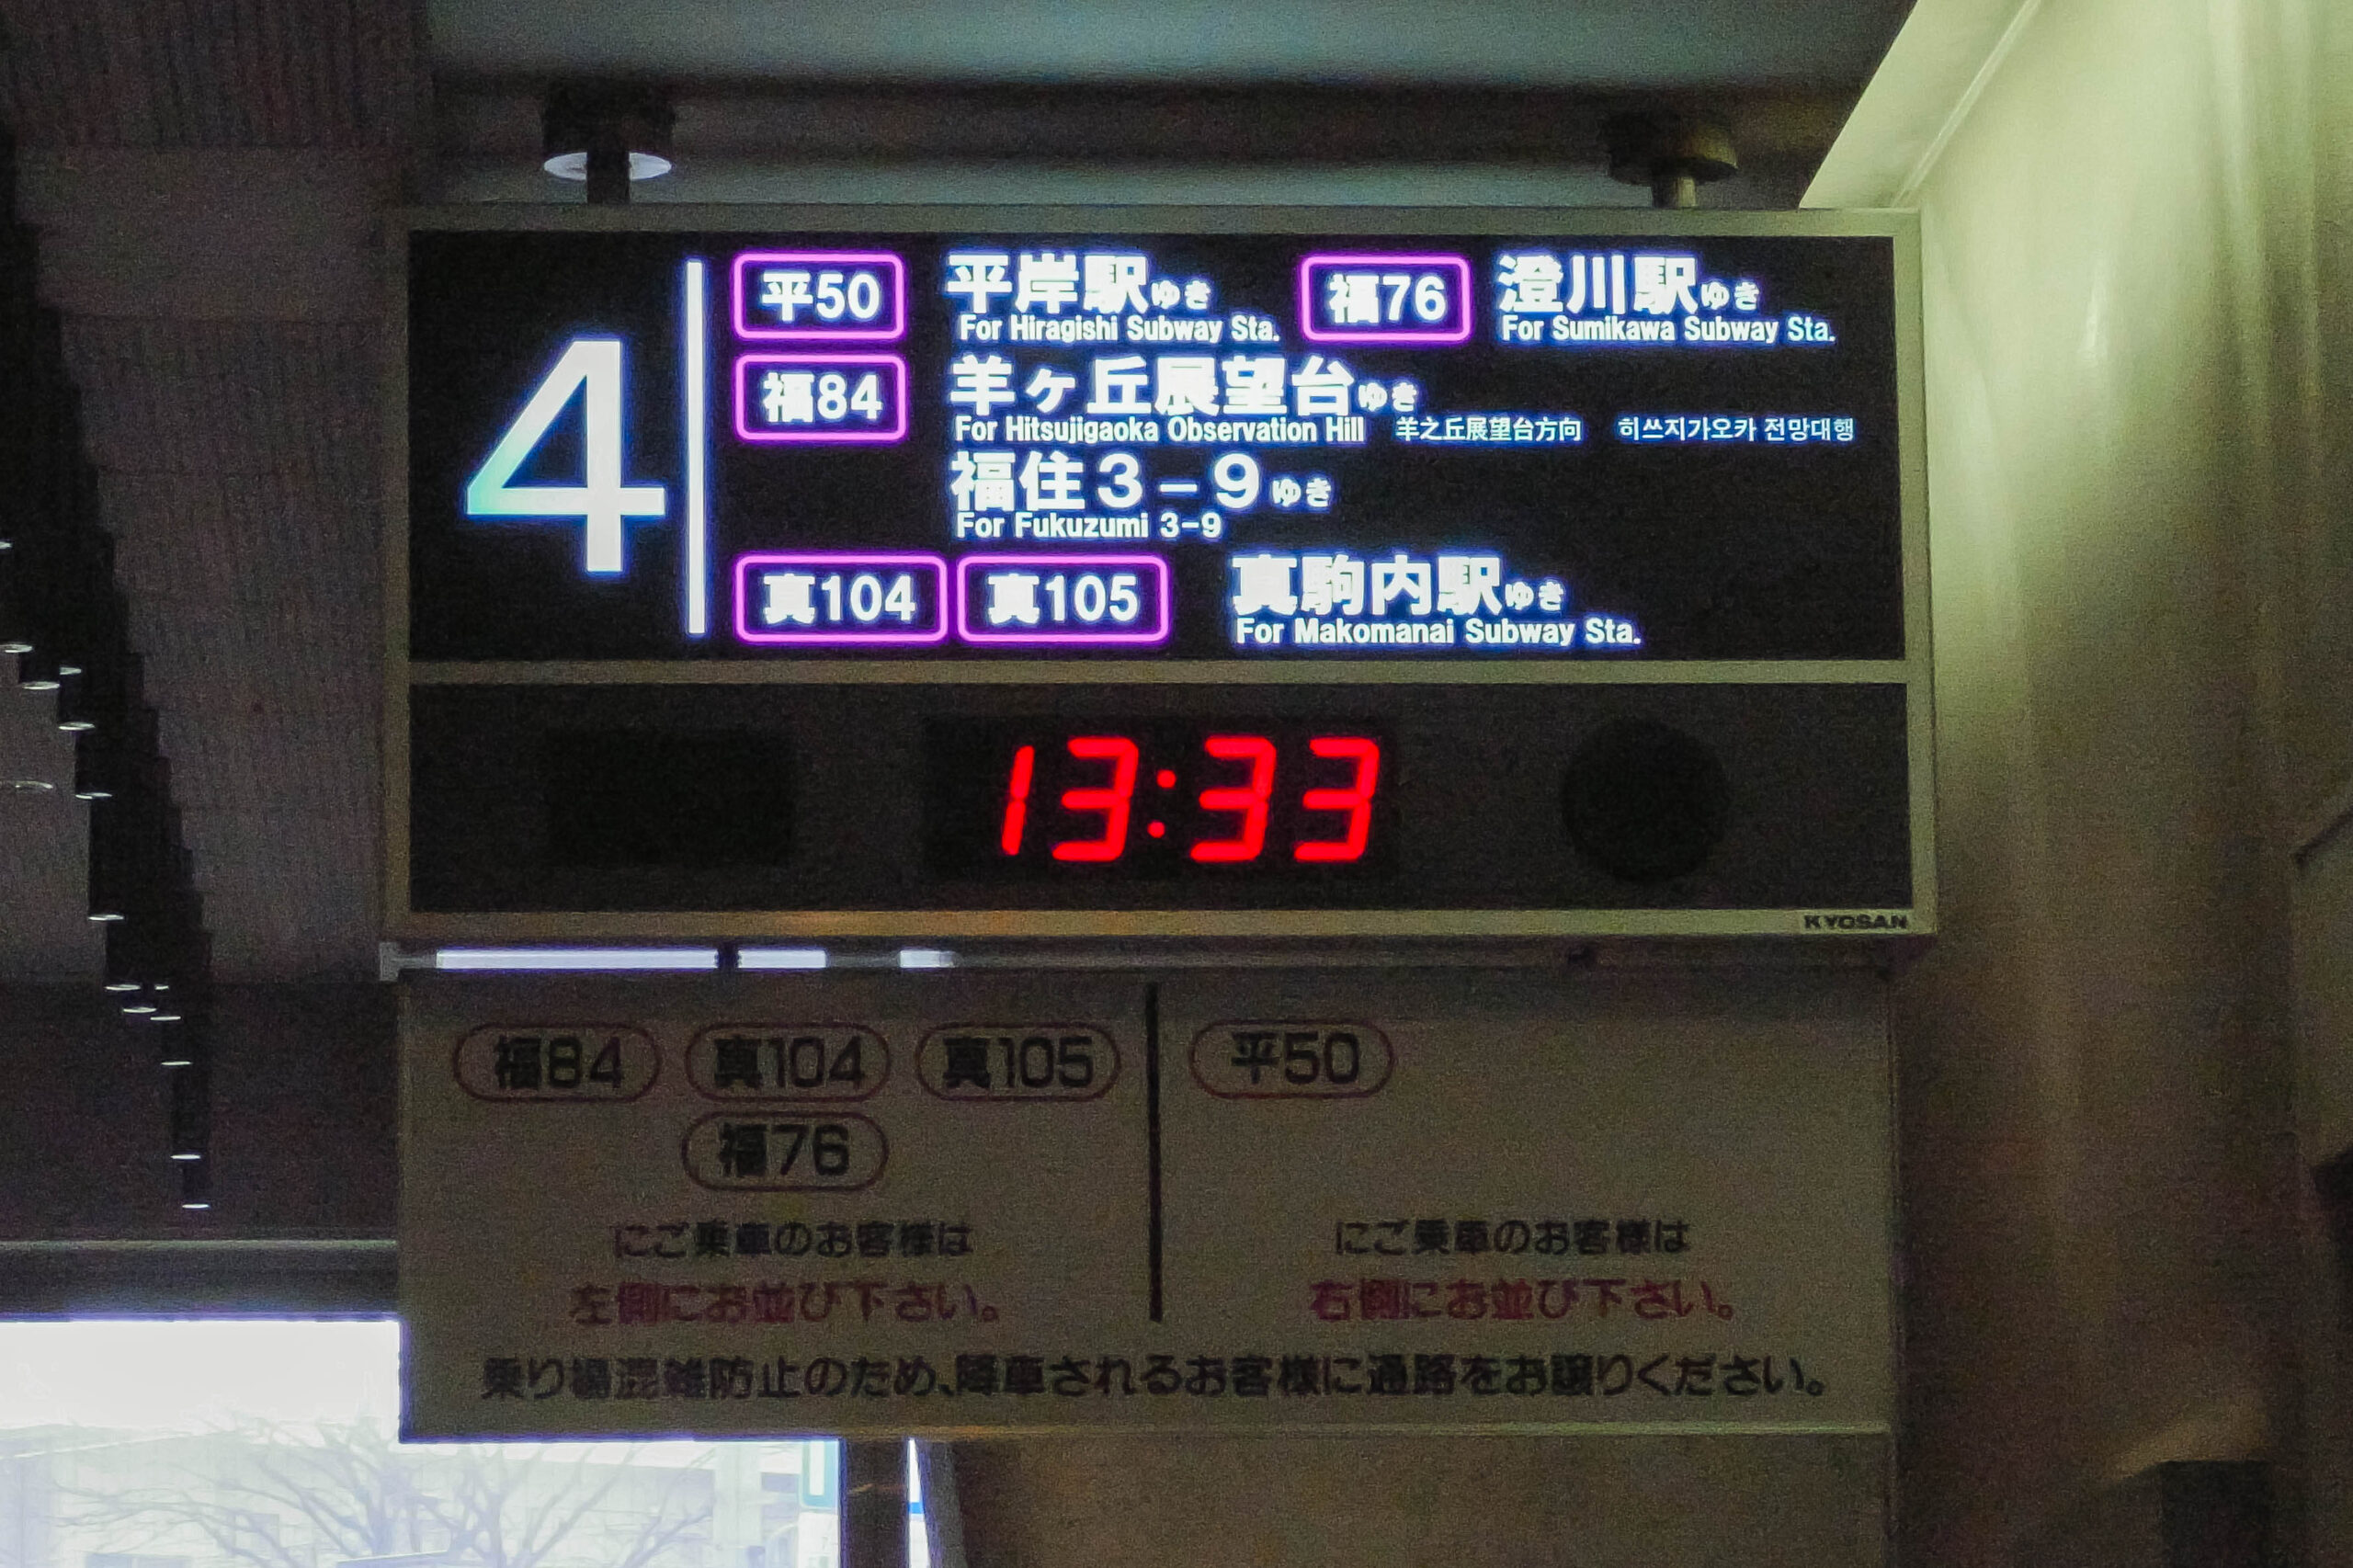 4
平50 平岸駅ゆき 福76 澄川駅ゆき
For Hiragishi Subway Sta. For Sumikawa Subway Sta.
福84 羊ヶ丘展望台ゆき
For Hitsujigaoka Observation Hill 羊之丘展望台方向 히쓰지가오카 전망대행
福住3-9ゆき
For Fukuzumi 3-9
真104 真105 真駒内駅ゆき
For Makomanai Subway Sta.
13:33
KYOSAN
福84 真104 真105
福76
にご乗車のお客様は
左側にお並び下さい。
平50
にご乗車のお客様は
右側にお並び下さい。
乗り場混雑防止のため、降車されるお客様に通路をお譲りください。